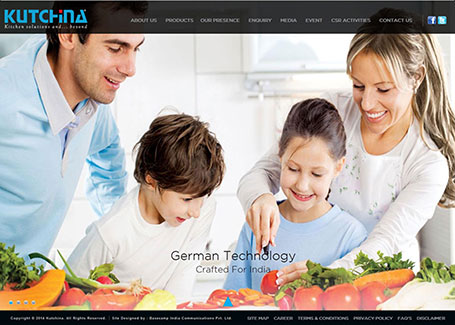 KUTCHINA
Kitchen solutions and... beyond
ABOUT US PRODUCTS OUR PRESENCE ENQUIRY MEDIA EVENT CSR ACTIVITIES CONTACT US
German Technology
Crafted For India
Copyright © 2014 Kutchina. All Rights Reserved. | Site Designed by : Basecamp India Communications Pvt. Ltd.
SITE MAP CAREER TERMS & CONDITIONS PRIVACY POLICY FAQ'S DISCLAIMER